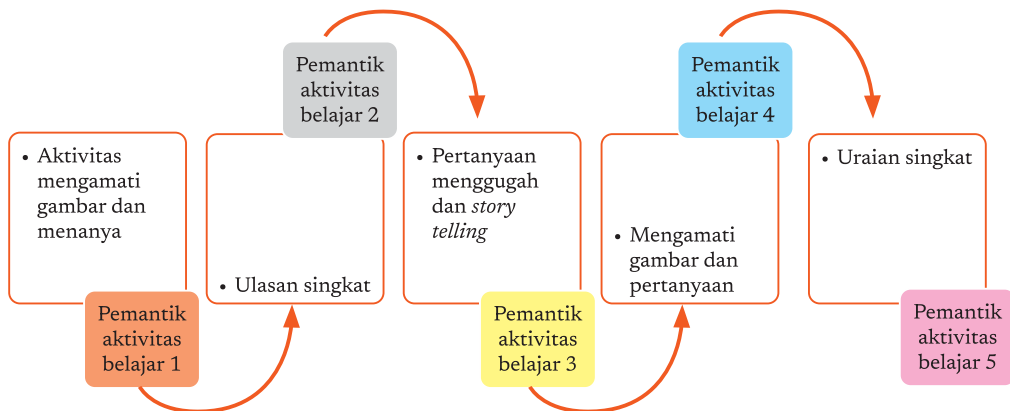 • Aktivitas
mengamati
gambar dan
menanya
Pemantik
aktivitas
belajar 1
Pemantik
aktivitas
belajar 2
• Ulasan singkat
• Pertanyaan
menggugah
dan story
telling
Pemantik
aktivitas
belajar 3
Pemantik
aktivitas
belajar 4
• Mengamati
gambar dan
pertanyaan
• Uraian singkat
Pemantik
aktivitas
belajar 5